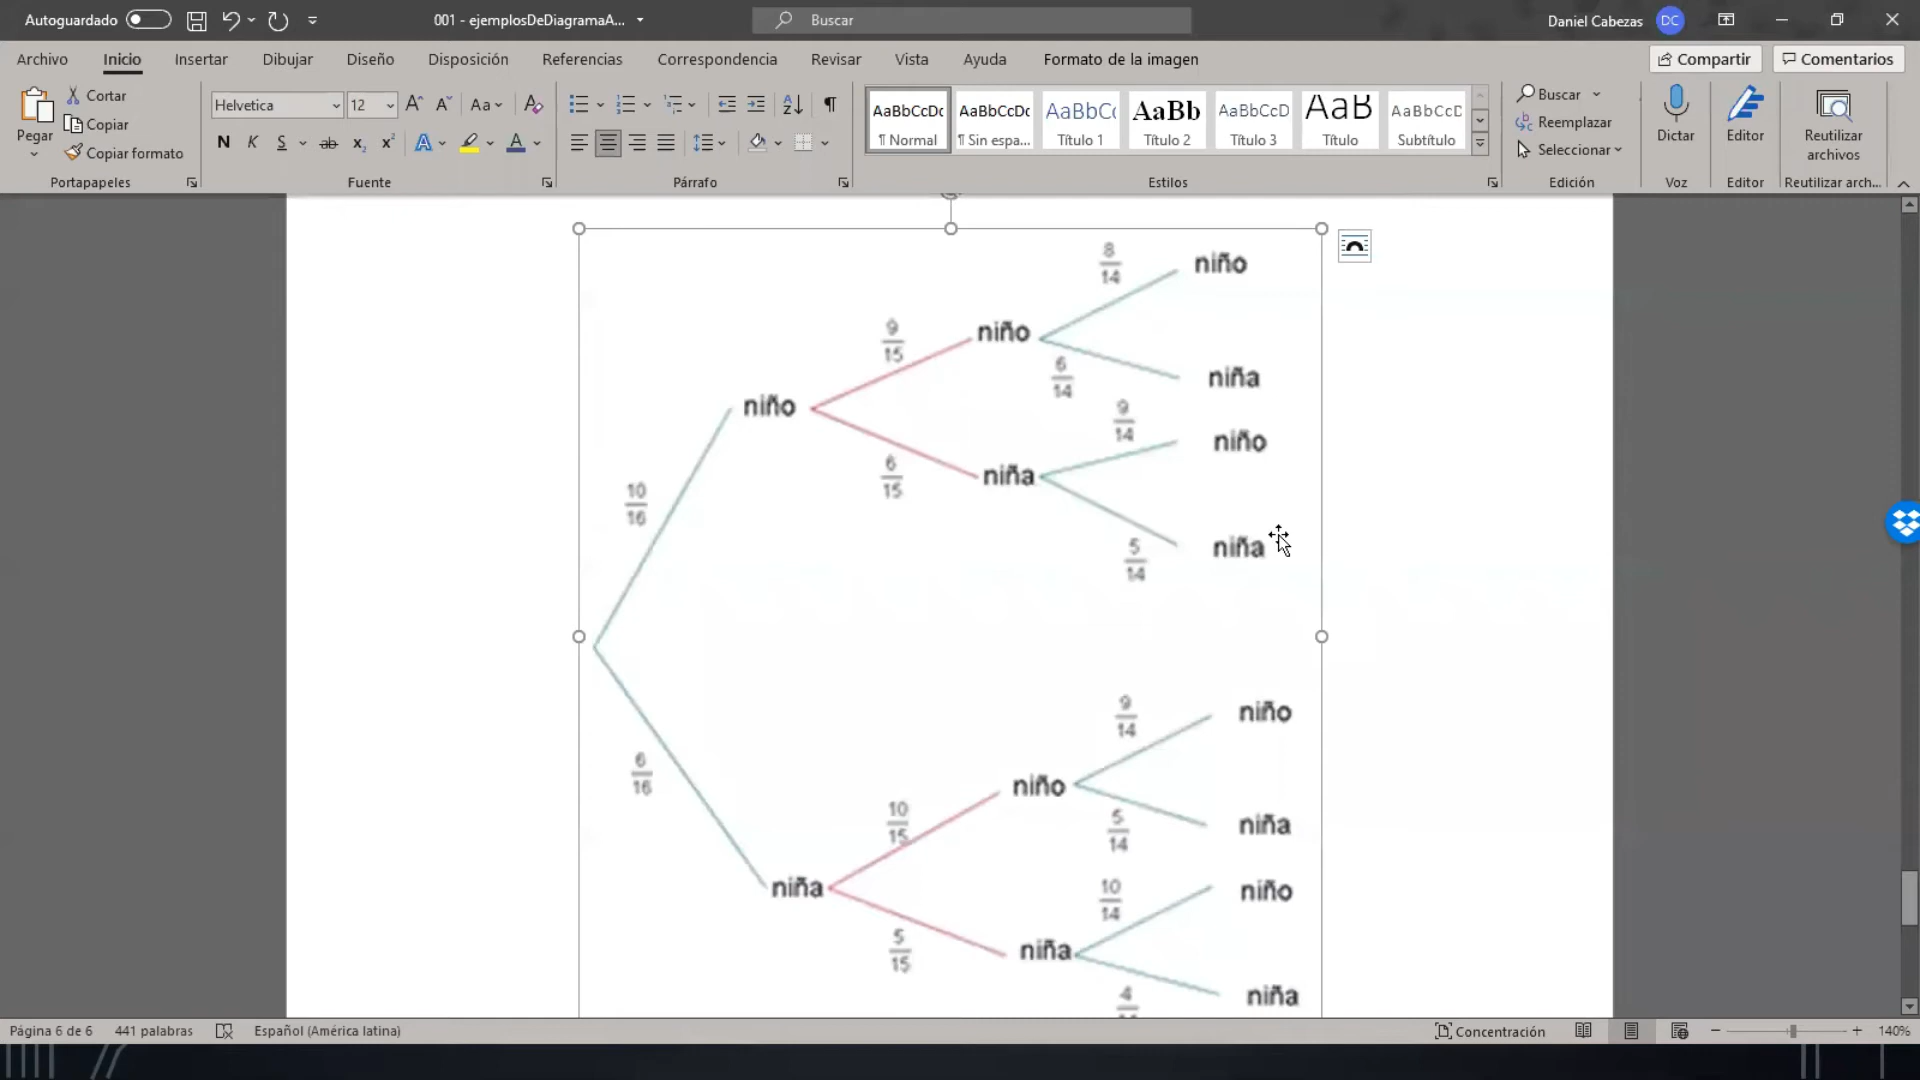 Autoguardado
001 - ejemplosDeDiagramaA...
Buscar
Daniel Cabezas
DC
Archivo
Inicio
Insertar
Dibujar
Diseño
Disposición
Referencias
Correspondencia
Revisar
Vista
Ayuda
Formato de la imagen
Compartir
Comentarios
Pegar
Cortar
Copiar
Copiar formato
Portapapeles
Helvetica
12
Aa
N K S ab x₂ x²
A A
Fuente
Párrafo
AaBbCcDc
¶ Normal
AaBbCcDc
¶ Sin espa...
AaBbCc
Título 1
AaBb
Título 2
AaBbCcD
Título 3
AaB
Título
AaBbCcD
Subtítulo
Estilos
Buscar
Reemplazar
Seleccionar
Edición
Dictar
Voz
Editor
Editor
Reutilizar
archivos
Reutilizar arch...
8/14
niño
9/15
niño
6/14
niña
niño
9/14
niño
6/15
niña
10/16
5/14
niña
9/14
niño
6/16
10/15
niño
5/14
niña
niña
10/14
niño
5/15
niña
4
niña
Página 6 de 6
441 palabras
Español (América latina)
Concentración
140%